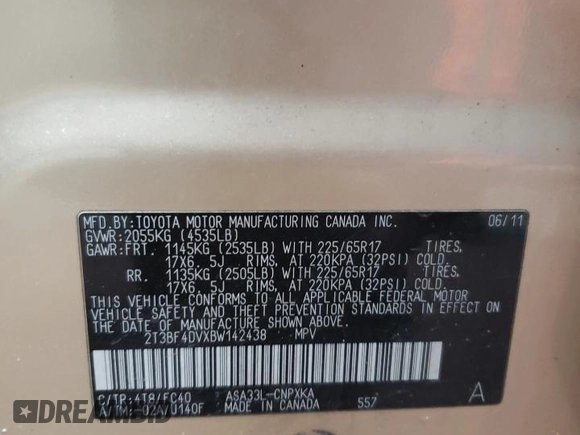 MFD.BY:TOYOTA MOTOR MANUFACTURING CANADA INC. 06/11
GVWR:2055KG (4535LB)
GAWR:FRT. 1145KG (2535LB) WITH 225/65R17 TIRES.
17X6. 5J RIMS, AT 220KPA (32PSI) COLD.
RR. 1135KG (2505LB) WITH 225/65R17 TIRES.
17X6. 5J RIMS, AT 220KPA (32PSI) COLD.
THIS VEHICLE CONFORMS TO ALL APPLICABLE FEDERAL MOTOR
VEHICLE SAFETY AND THEFT PREVENTION STANDARDS IN EFFECT ON
THE DATE OF MANUFACTURE SHOWN ABOVE.
2T3BF4DVXBW142438 MPV
C/TR:4T8/FC40 ASA33L-CNPXKA A
-02A/U140F MADE IN CANADA 557
DREAMBID